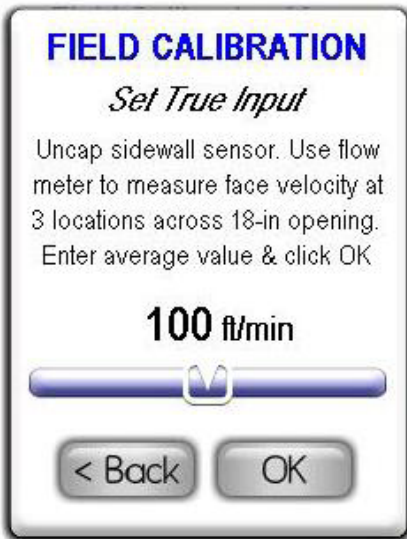 FIELD CALIBRATION
Set True Input
Uncap sidewall sensor. Use flow
meter to measure face velocity at
3 locations across 18-in opening.
Enter average value & click OK
100 ft/min
< Back OK